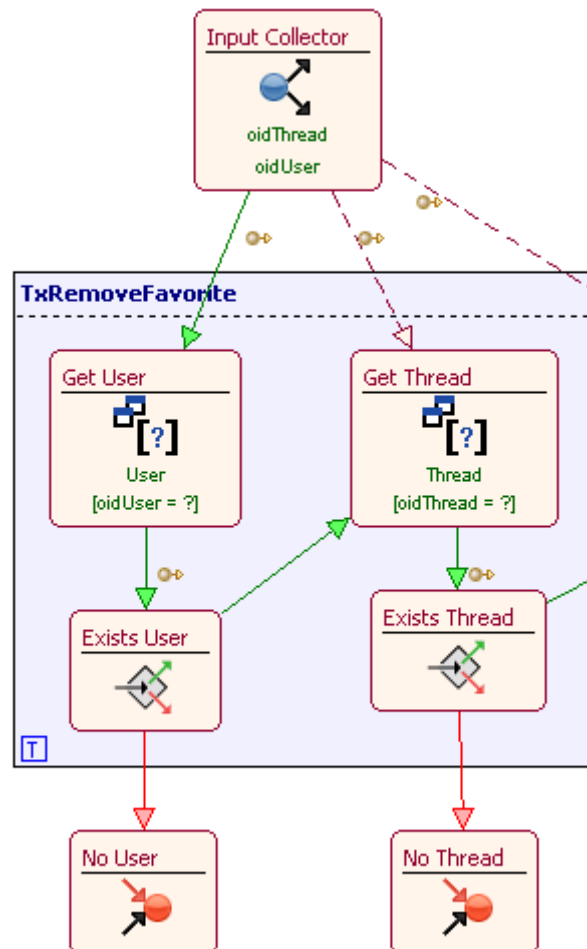 Input Collector
oidThread
oidUser
TxRemoveFavorite
Get User
[?]
User
[oidUser = ?]
Get Thread
[?]
Thread
[oidThread = ?]
Exists User
Exists Thread
T
No User
No Thread